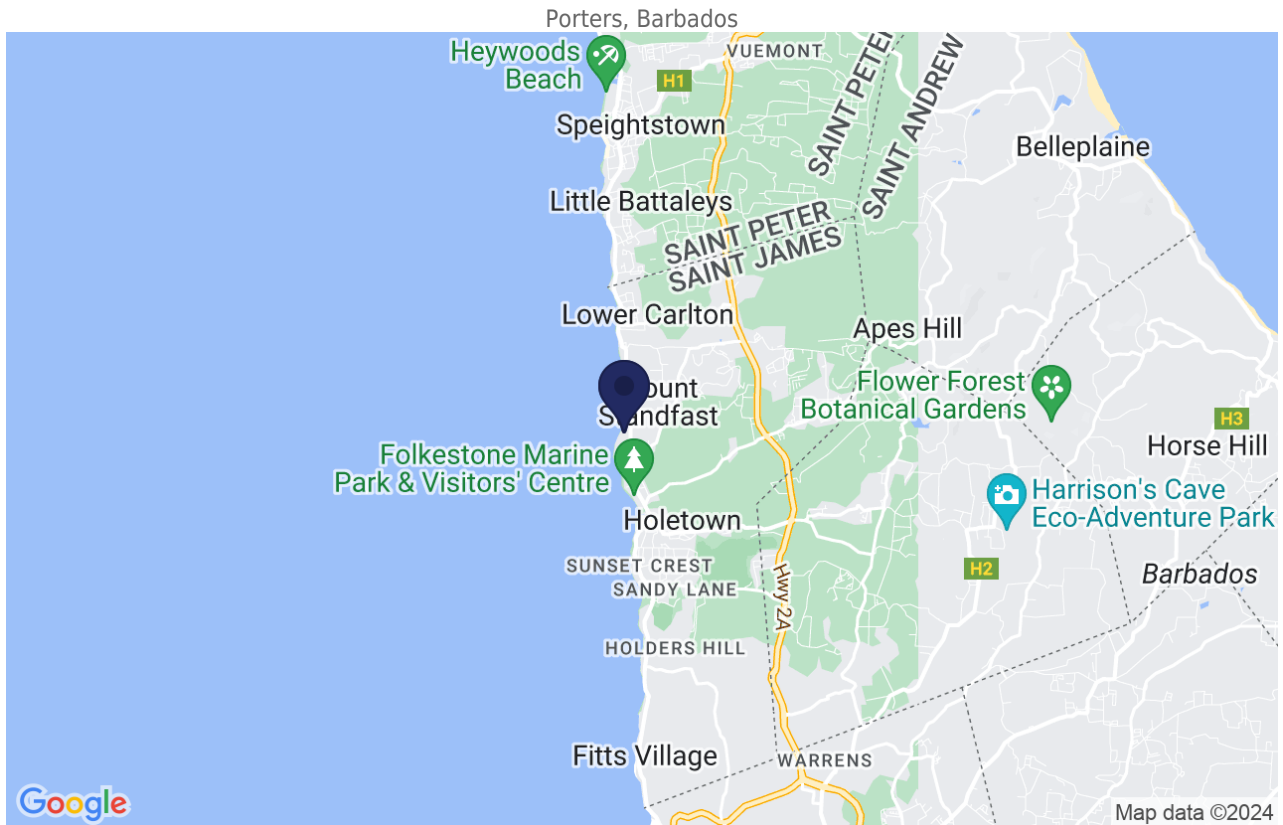 Porters, Barbados
Heywoods
Beach
VUEMONT
H1
SAINT PETER
SAINT ANDREW
Speightstown
Belleplaine
Little Battaleys
SAINT PETER
SAINT JAMES
Lower Carlton
Apes Hill
Flower Forest
Botanical Gardens
ount
St ndfast
H3
Horse Hill
Folkestone Marine
Park & Visitors' Centre
Harrison's Cave
Eco-Adventure Park
Holetown
SUNSET CREST
H2
Barbados
SANDY LANE
Hwy 2A
HOLDERS HILL
Fitts Village
WARRENS
Google
Map data ©2024